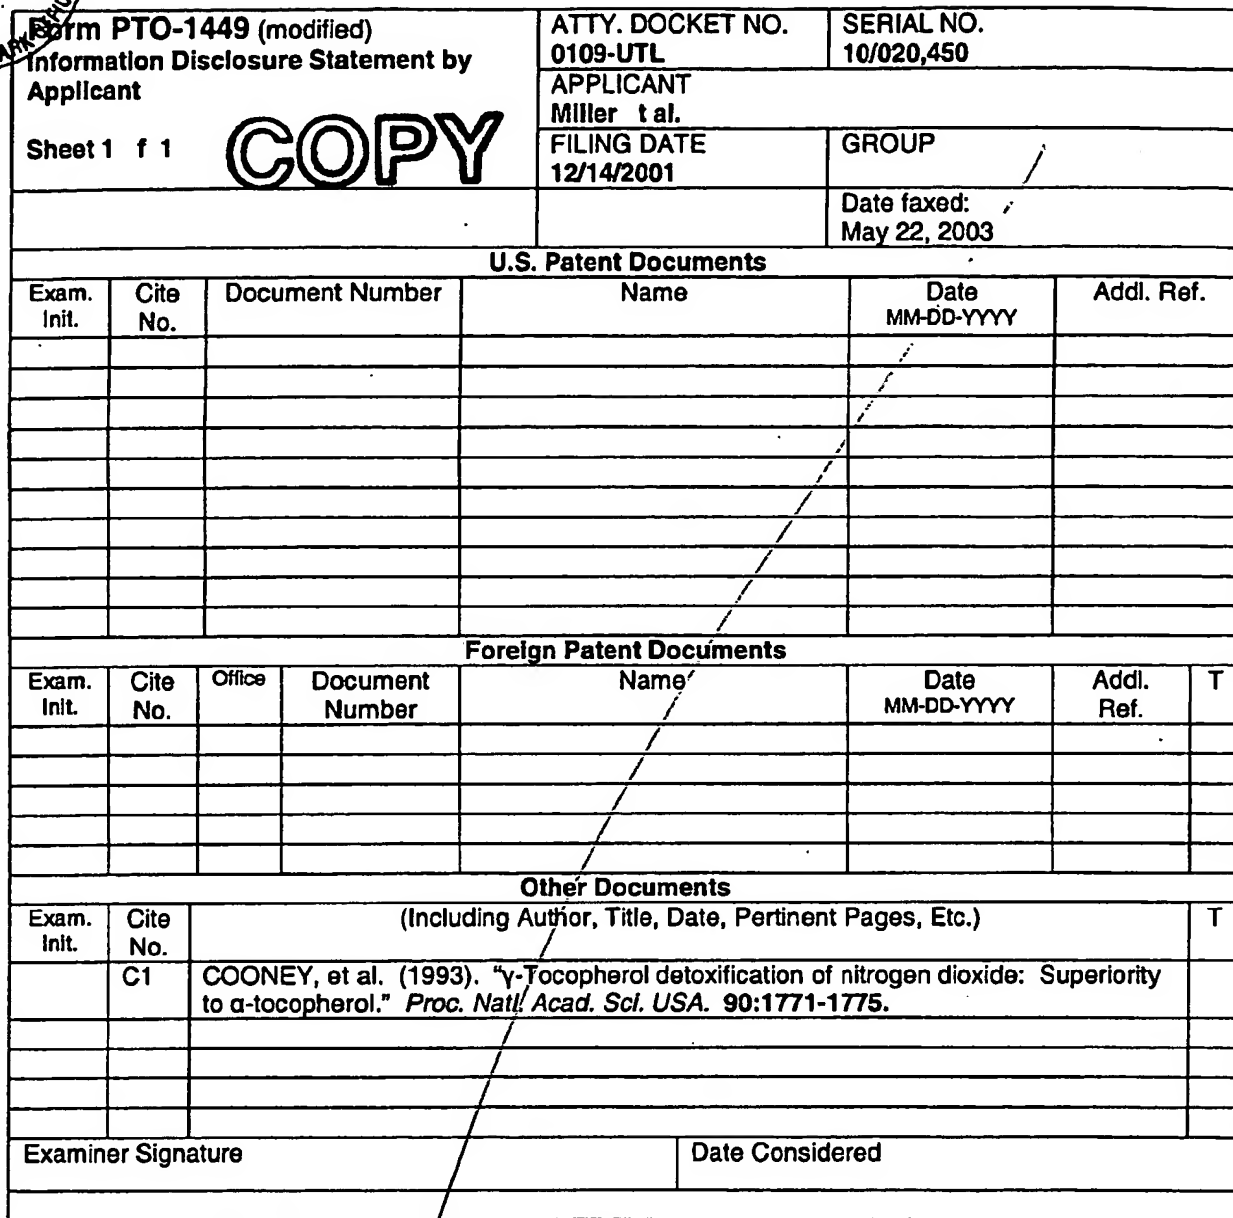 Form PTO-1449 (modified)
Information Disclosure Statement by
Applicant
Sheet 1 f 1
COPY
ATTY. DOCKET NO.
0109-UTL
SERIAL NO.
10/020,450
APPLICANT
Miller t al.
FILING DATE
12/14/2001
GROUP
Date faxed:
May 22, 2003
U.S. Patent Documents
Exam. Init.
Cite No.
Document Number
Name
Date
MM-DD-YYYY
Addl. Ref.
Foreign Patent Documents
Exam. Init.
Cite No.
Office
Document Number
Name
Date
MM-DD-YYYY
Addl. Ref.
T
Other Documents
Exam. Init.
Cite No.
(Including Author, Title, Date, Pertinent Pages, Etc.)
T
C1
COONEY, et al. (1993). “γ-Tocopherol detoxification of nitrogen dioxide: Superiority
to α-tocopherol.” Proc. Natl. Acad. Sci. USA. 90:1771-1775.
Examiner Signature
Date Considered